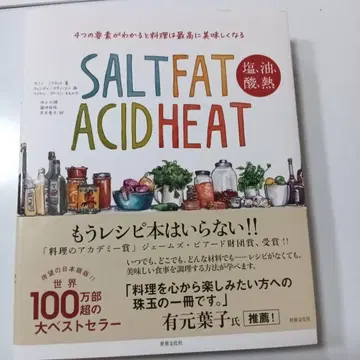 4つの要素がわかると料理は最高に美味しくなる
SALT FAT
ACID HEAT
塩、油、
酸、熱
もうレシピ本はいらない!!
「料理のアカデミー賞」ジェームズ・ビアード財団賞、受賞!!
いつでも、どこでも、どんな材料でも――レシピがなくても、
美味しい食事を調理する方法が学べます。
待望の日本語版!!
世界
100万部
超の
大ベストセラー
「料理を心から楽しみたい方への
珠玉の一冊です。」
有元葉子氏 推薦!
世界文化社